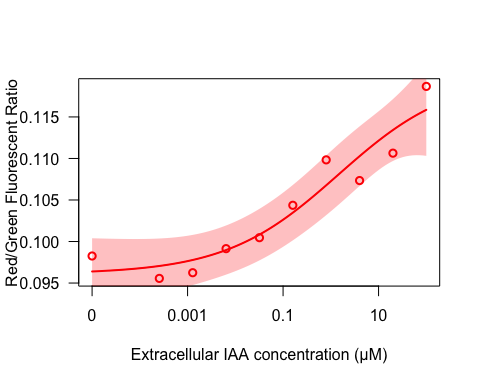 Red/Green Fluorescent Ratio
0.115
0.110
0.105
0.100
0.095
0 0.001 0.1 10
Extracellular IAA concentration (µM)